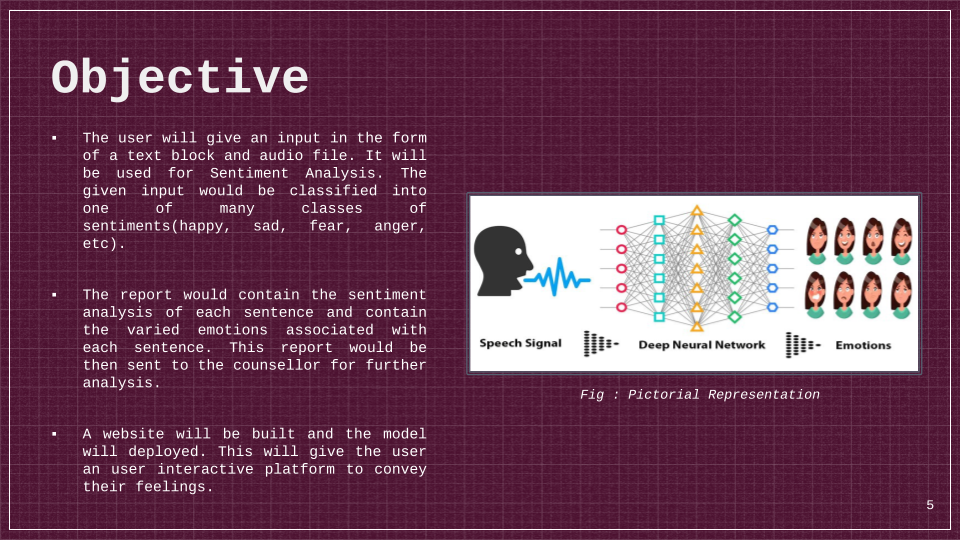 Objective
▪ The user will give an input in the form
of a text block and audio file. It will
be used for Sentiment Analysis. The
given input would be classified into
one of many classes of
sentiments(happy, sad, fear, anger,
etc).
▪ The report would contain the sentiment
analysis of each sentence and contain
the varied emotions associated with
each sentence. This report would be
then sent to the counsellor for further
analysis.
▪ A website will be built and the model
will deployed. This will give the user
an user interactive platform to convey
their feelings.
Speech Signal Deep Neural Network Emotions
Fig : Pictorial Representation
5